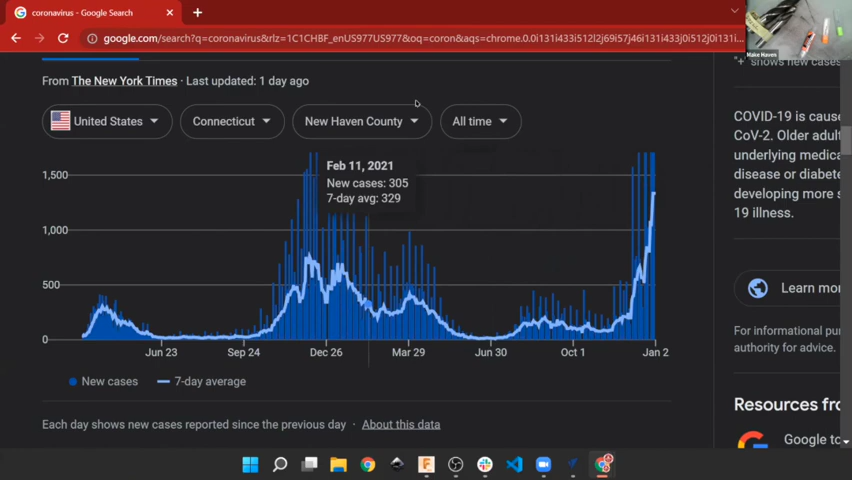 coronavirus - Google Search
google.com/search?q=coronavirus&rlz=1C1CHBF_enUS977US977&oq=coron&aqs=chrome.0.0i131i433i512l2j69i57j46i131i433j0i512j0i131i...
Make Haven
"+" shows new cases
From The New York Times · Last updated: 1 day ago
United States
Connecticut
New Haven County
All time
COVID-19 is cause
CoV-2. Older adul
underlying medica
disease or diabete
developing more s
19 illness.
Feb 11, 2021
New cases: 305
7-day avg: 329
1,500
1,000
500
0
Jun 23
Sep 24
Dec 26
Mar 29
Jun 30
Oct 1
Jan 2
New cases
7-day average
Learn mor
For informational pur
authority for advice.
Each day shows new cases reported since the previous day · About this data
Resources fro
Google to